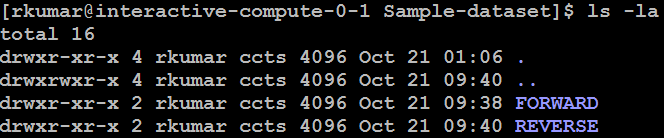 [rkumar@interactive-compute-0-1 Sample-dataset]$ ls -la
total 16
drwxr-xr-x 4 rkumar ccts 4096 Oct 21 01:06 .
drwxrwxr-x 4 rkumar ccts 4096 Oct 21 09:40 ..
drwxr-xr-x 2 rkumar ccts 4096 Oct 21 09:38 FORWARD
drwxr-xr-x 2 rkumar ccts 4096 Oct 21 09:40 REVERSE